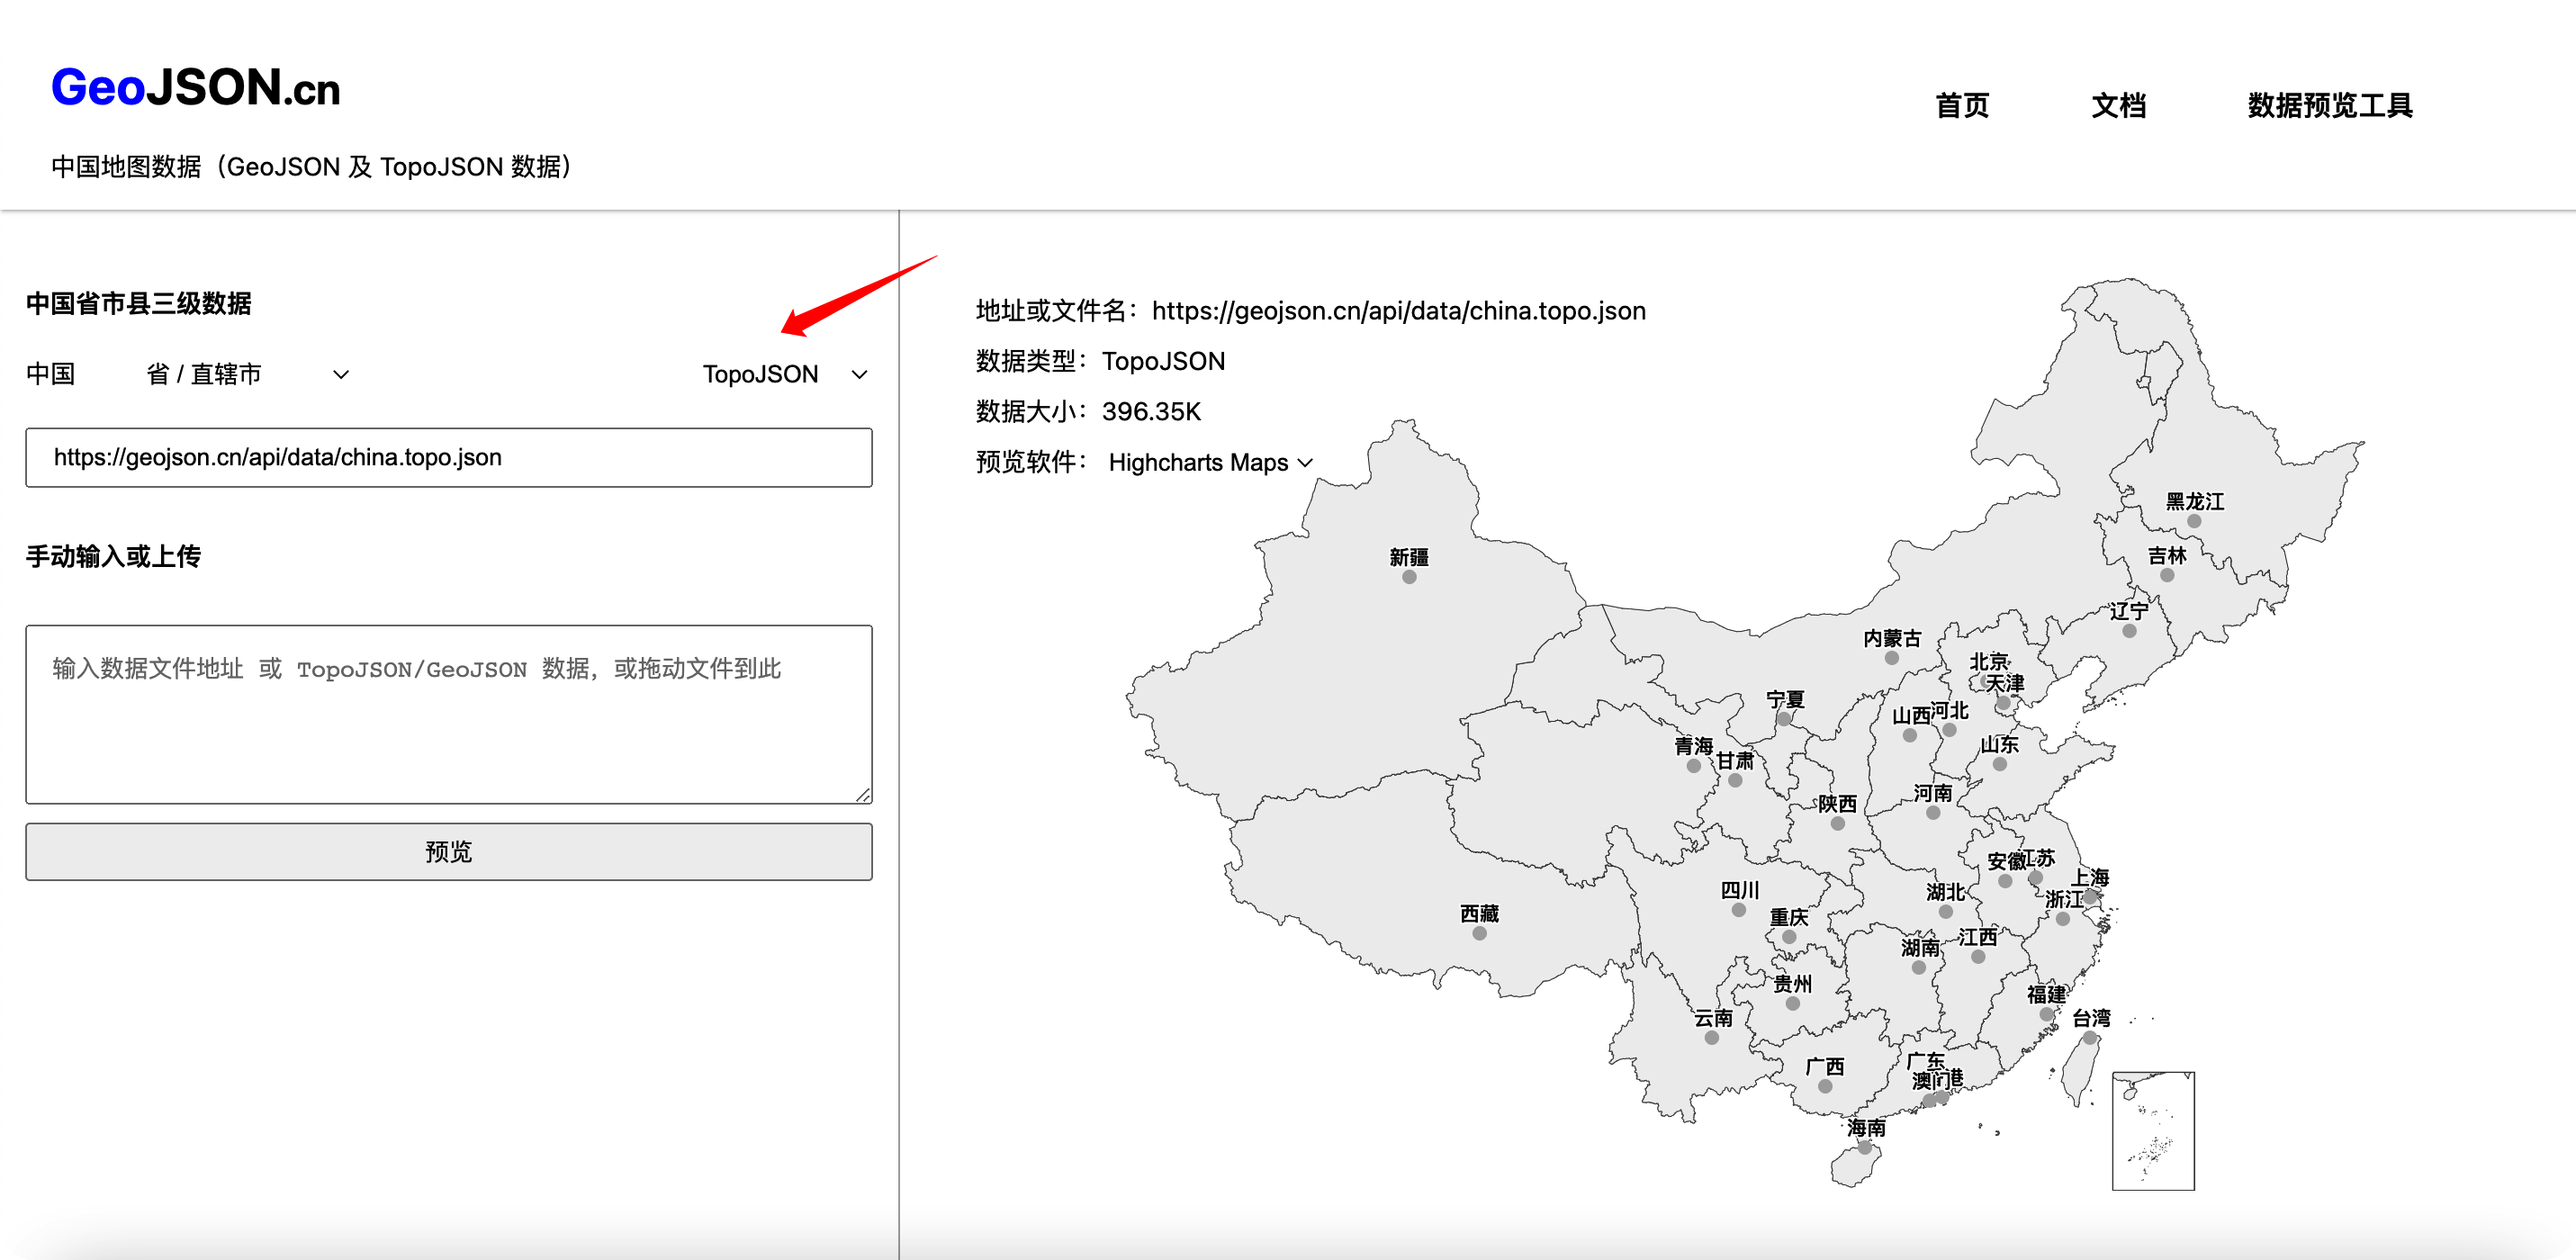 GeoJSON.cn
首页 文档 数据预览工具
中国地图数据（GeoJSON 及 TopoJSON 数据）
中国省市县三级数据
中国 省 / 直辖市 TopoJSON
https://geojson.cn/api/data/china.topo.json
手动输入或上传
输入数据文件地址 或 TopoJSON/GeoJSON 数据，或拖动文件到此
预览
地址或文件名：https://geojson.cn/api/data/china.topo.json
数据类型：TopoJSON
数据大小：396.35K
预览软件： Highcharts Maps
黑龙江
新疆
吉林
辽宁
内蒙古
北京
天津
宁夏
山西
河北
青海
甘肃
山东
陕西
河南
安徽
江苏
上海
四川
湖北
浙江
西藏
重庆
湖南
江西
贵州
福建
云南
台湾
广西
广东
澳门
港
海南